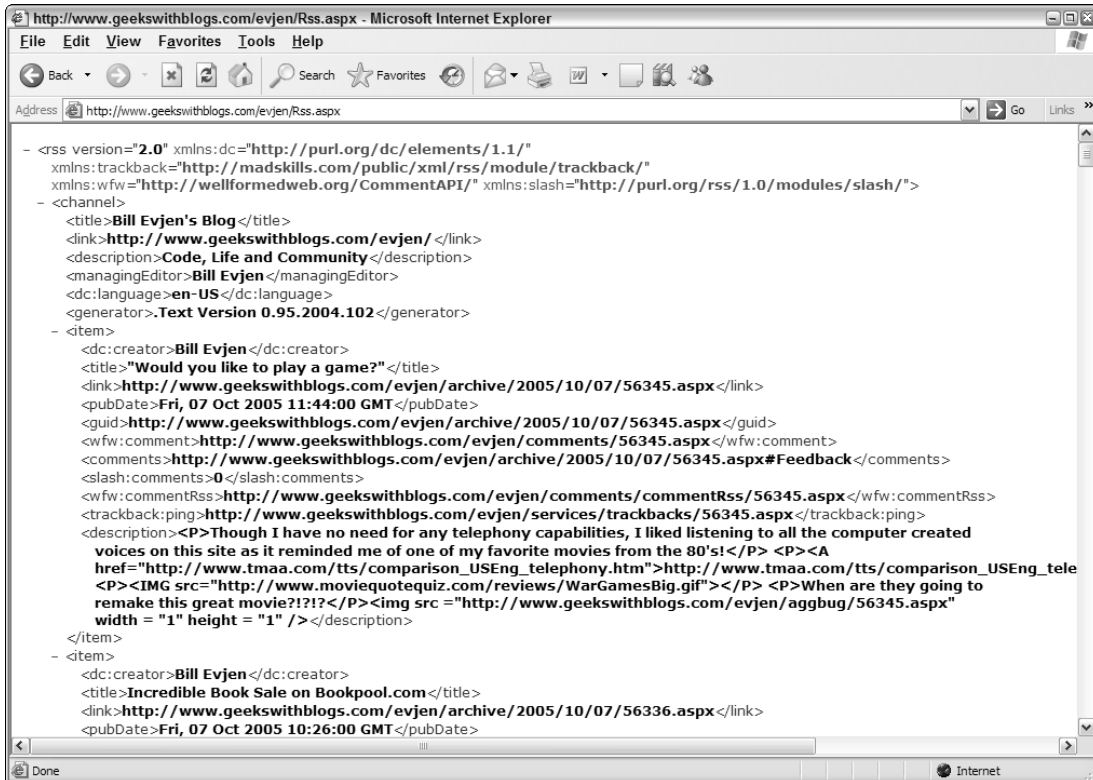 http://www.geekswithblogs.com/evjen/Rss.aspx - Microsoft Internet Explorer
File Edit View Favorites Tools Help
Back Search Favorites
Address http://www.geekswithblogs.com/evjen/Rss.aspx Go Links »
- <rss version="2.0" xmlns:dc="http://purl.org/dc/elements/1.1/"
xmlns:trackback="http://madskills.com/public/xml/rss/module/trackback/"
xmlns:wfw="http://wellformedweb.org/CommentAPI/" xmlns:slash="http://purl.org/rss/1.0/modules/slash/">
- <channel>
<title>Bill Evjen's Blog</title>
<link>http://www.geekswithblogs.com/evjen/</link>
<description>Code, Life and Community</description>
<managingEditor>Bill Evjen</managingEditor>
<dc:language>en-US</dc:language>
<generator>.Text Version 0.95.2004.102</generator>
- <item>
<dc:creator>Bill Evjen</dc:creator>
<title>"Would you like to play a game?"</title>
<link>http://www.geekswithblogs.com/evjen/archive/2005/10/07/56345.aspx</link>
<pubDate>Fri, 07 Oct 2005 11:44:00 GMT</pubDate>
<guid>http://www.geekswithblogs.com/evjen/archive/2005/10/07/56345.aspx</guid>
<wfw:comment>http://www.geekswithblogs.com/evjen/comments/56345.aspx</wfw:comment>
<comments>http://www.geekswithblogs.com/evjen/archive/2005/10/07/56345.aspx#Feedback</comments>
<slash:comments>0</slash:comments>
<wfw:commentRss>http://www.geekswithblogs.com/evjen/comments/commentRss/56345.aspx</wfw:commentRss>
<trackback:ping>http://www.geekswithblogs.com/evjen/services/trackbacks/56345.aspx</trackback:ping>
<description><P>Though I have no need for any telephony capabilities, I liked listening to all the computer created
voices on this site as it reminded me of one of my favorite movies from the 80's!</P> <P><A
href="http://www.tmaa.com/tts/comparison_USEng_telephony.htm">http://www.tmaa.com/tts/comparison_USEng_tele
<P><IMG src="http://www.moviequotequiz.com/reviews/WarGamesBig.gif"></P> <P>When are they going to
remake this great movie?!?!?</P><img src ="http://www.geekswithblogs.com/evjen/aggbug/56345.aspx"
width = "1" height = "1" /></description>
</item>
- <item>
<dc:creator>Bill Evjen</dc:creator>
<title>Incredible Book Sale on Bookpool.com</title>
<link>http://www.geekswithblogs.com/evjen/archive/2005/10/07/56336.aspx</link>
<pubDate>Fri, 07 Oct 2005 10:26:00 GMT</pubDate>
Done Internet